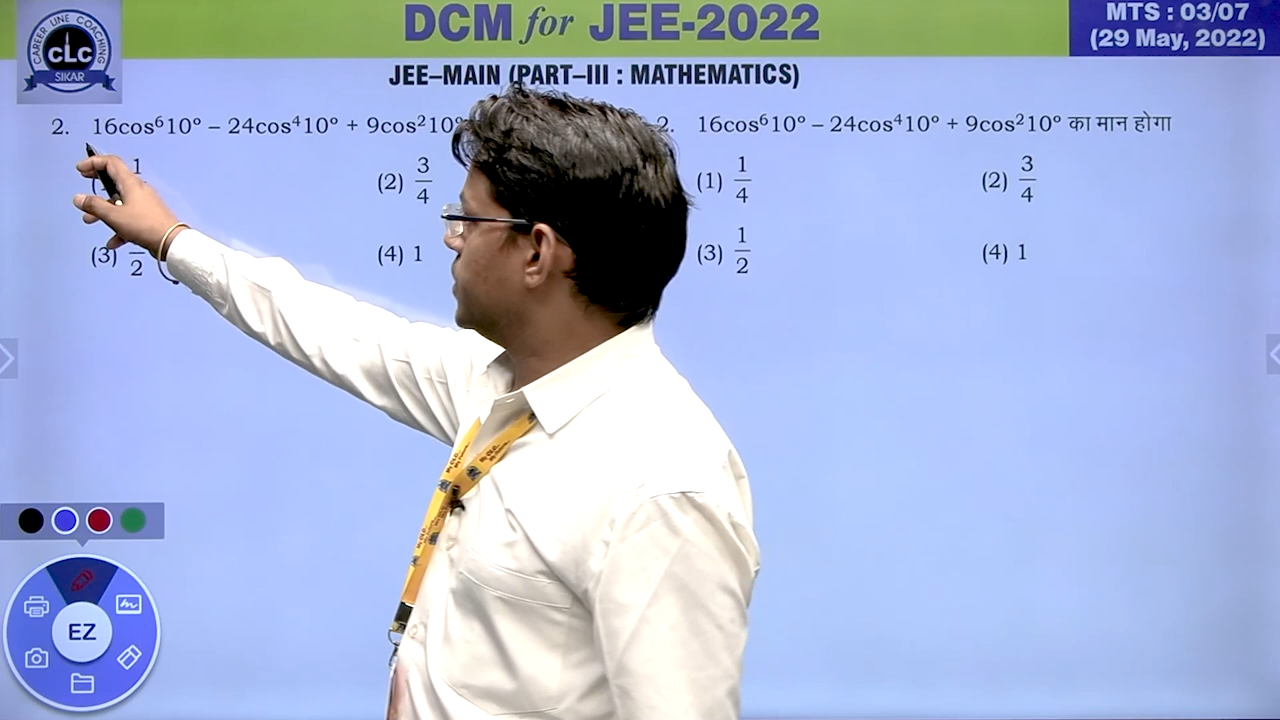 DCM for JEE-2022
MTS : 03/07
(29 May, 2022)
CAREER LINE COACHING
CLC
SIKAR
JEE–MAIN (PART–III : MATHEMATICS)
2. 16cos⁶10° – 24cos⁴10° + 9cos²10°
(2) 3/4
(3) 1/2
(4) 1
2. 16cos⁶10° – 24cos⁴10° + 9cos²10° का मान होगा
(1) 1/4
(2) 3/4
(3) 1/2
(4) 1
EZ